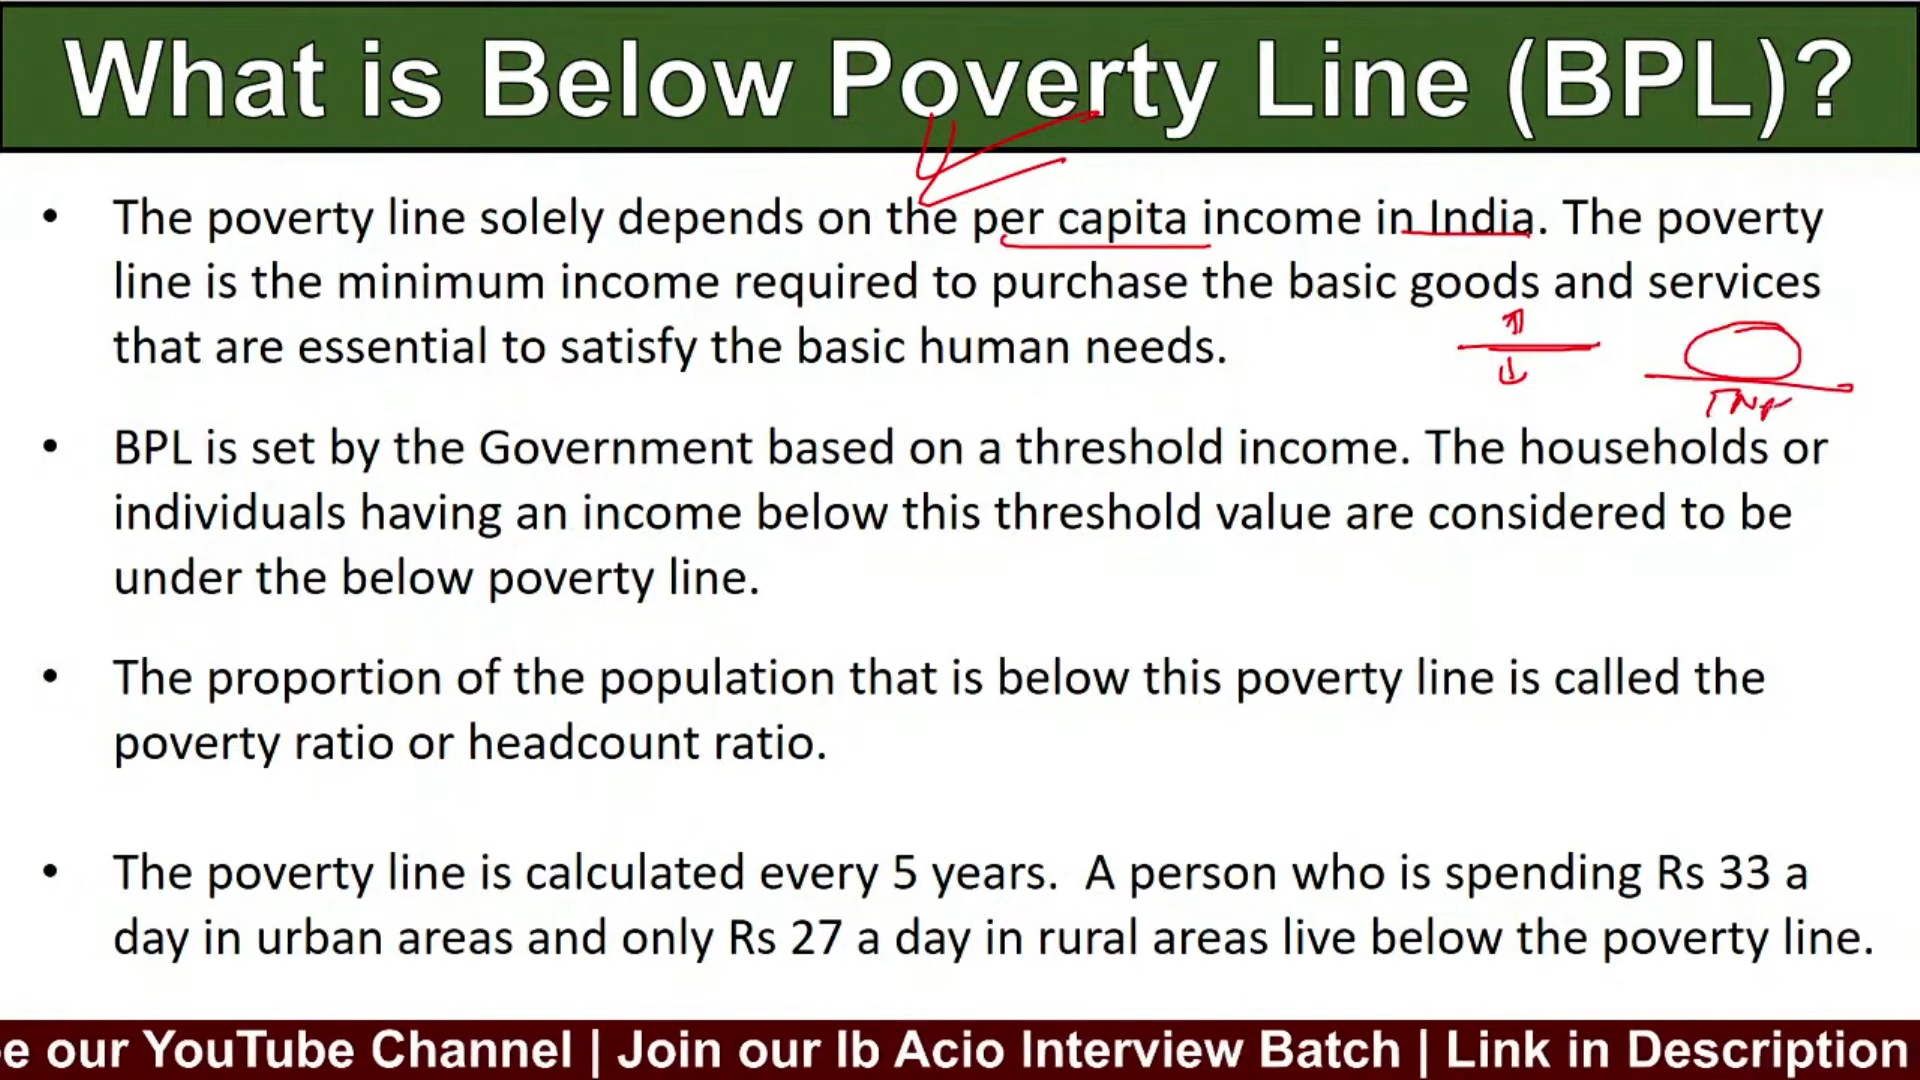 What is Below Poverty Line (BPL)?
• The poverty line solely depends on the per capita income in India. The poverty
line is the minimum income required to purchase the basic goods and services
that are essential to satisfy the basic human needs.
• BPL is set by the Government based on a threshold income. The households or
individuals having an income below this threshold value are considered to be
under the below poverty line.
• The proportion of the population that is below this poverty line is called the
poverty ratio or headcount ratio.
• The poverty line is calculated every 5 years. A person who is spending Rs 33 a
day in urban areas and only Rs 27 a day in rural areas live below the poverty line.
e our YouTube Channel | Join our Ib Acio Interview Batch | Link in Description